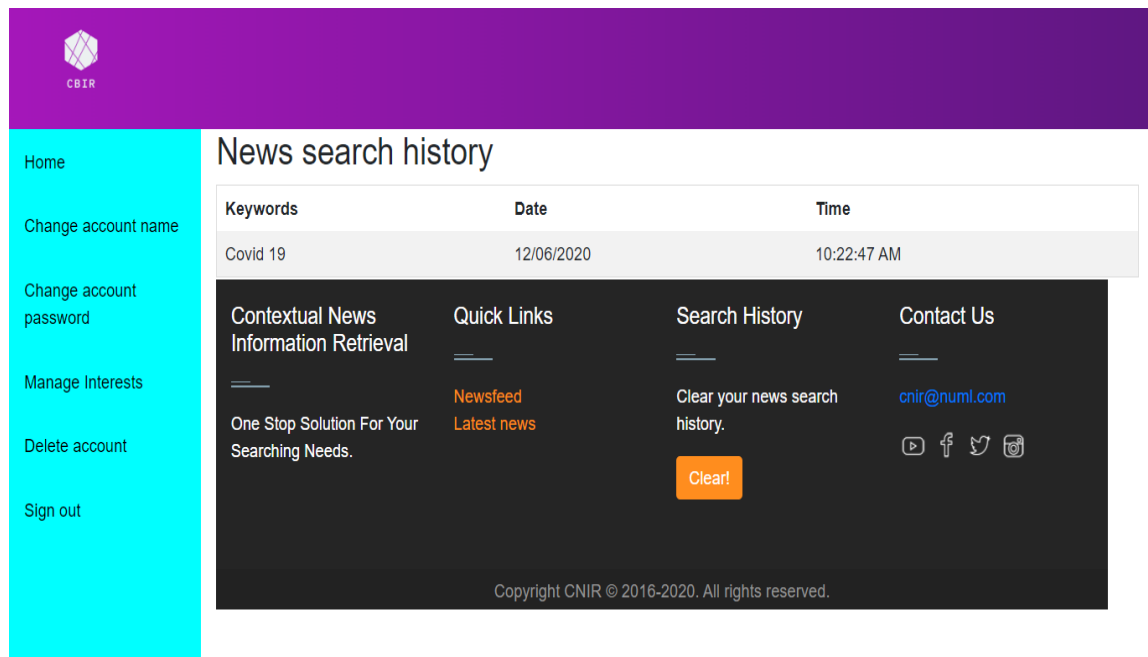 CBIR
Home
Change account name
Change account
password
Manage Interests
Delete account
Sign out
News search history
Keywords Date Time
Covid 19 12/06/2020 10:22:47 AM
Contextual News
Information Retrieval
One Stop Solution For Your
Searching Needs.
Quick Links
Newsfeed
Latest news
Search History
Clear your news search
history.
Clear!
Contact Us
cnir@numl.com
Copyright CNIR © 2016-2020. All rights reserved.